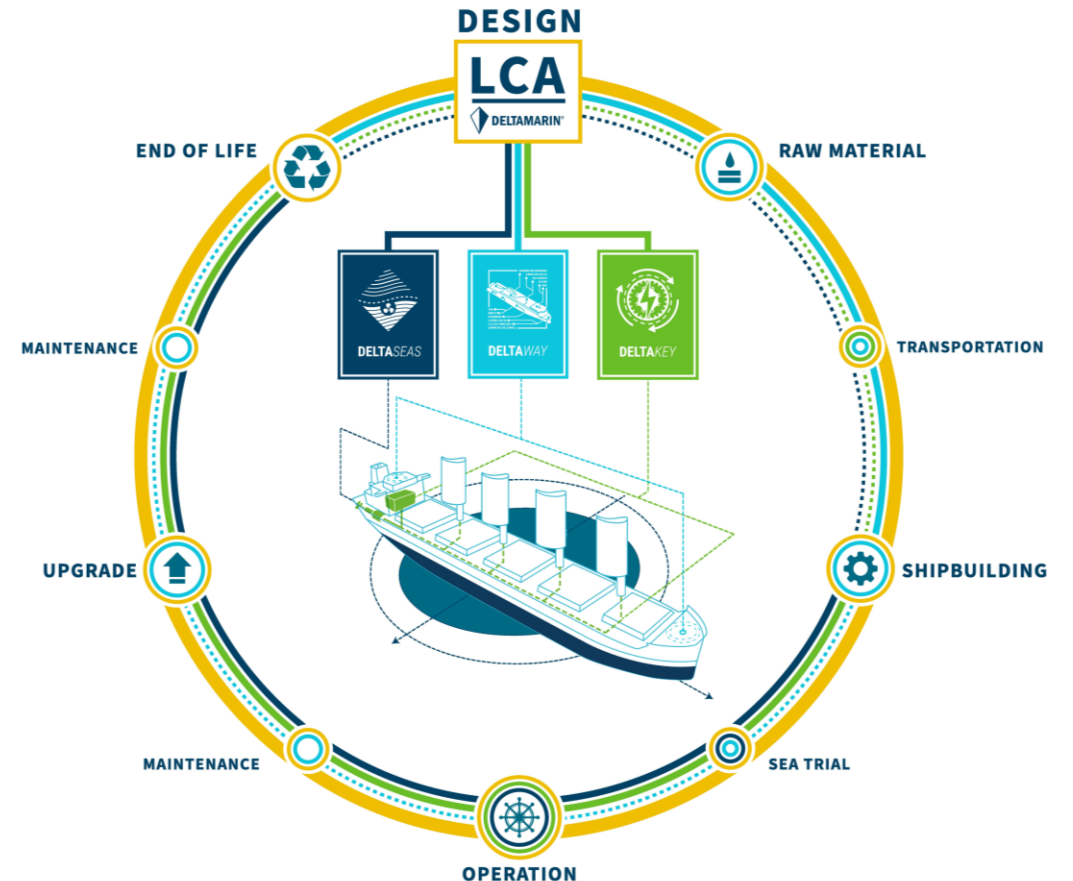 DESIGN
LCA
DELTAMARIN®
END OF LIFE
RAW MATERIAL
DELTASEAS
DELTAWAY
DELTAKEY
MAINTENANCE
TRANSPORTATION
UPGRADE
SHIPBUILDING
MAINTENANCE
SEA TRIAL
OPERATION